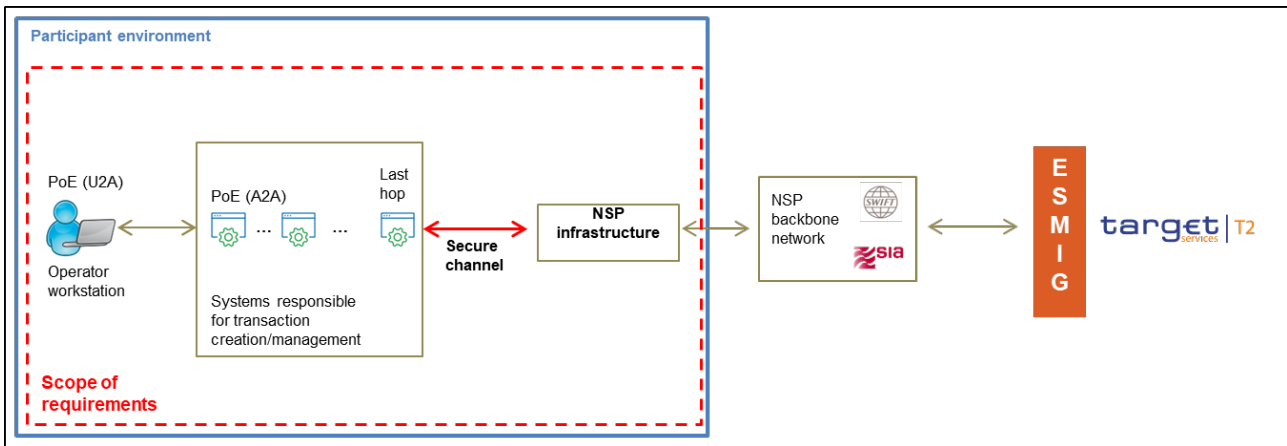 Participant environment
PoE (U2A)
Operator
workstation
PoE (A2A)
Last
hop
... ...
Systems responsible
for transaction
creation/management
Secure
channel
NSP
infrastructure
Scope of
requirements
NSP
backbone
network
SWIFT
sia
E
S
M
I
G
target
services
T2